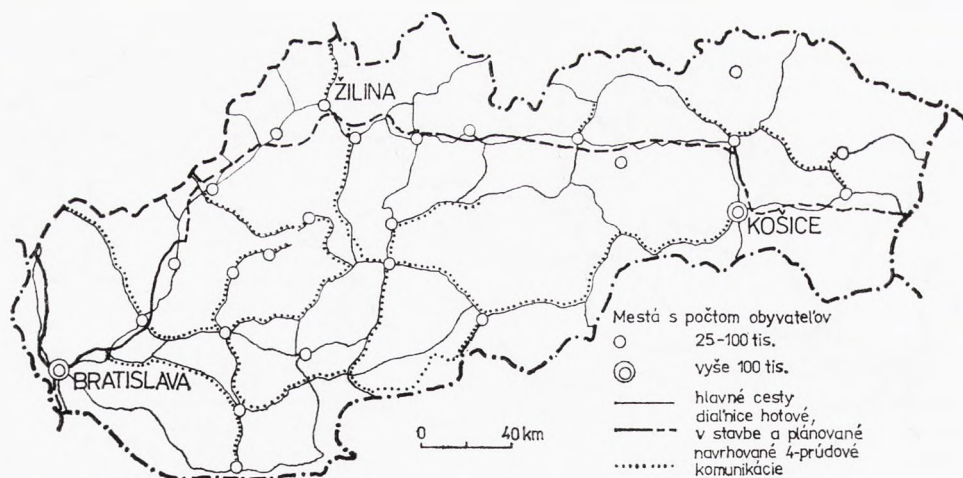 ŽILINA
KOŠICE
BRATISLAVA
Mestá s počtom obyvateľov
25-100 tis.
vyše 100 tis.
hlavné cesty
diaľnice hotové,
v stavbe a plánované
navrhované 4-prúdové
komunikácie
0 40 km